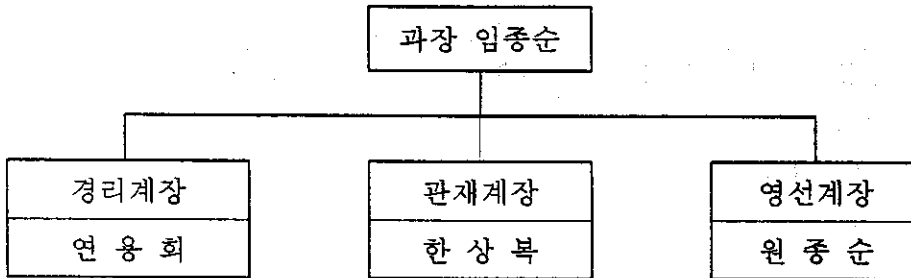 과장 임종순
경리계장
연 용 회
관재계장
한 상 복
영선계장
원 종 순